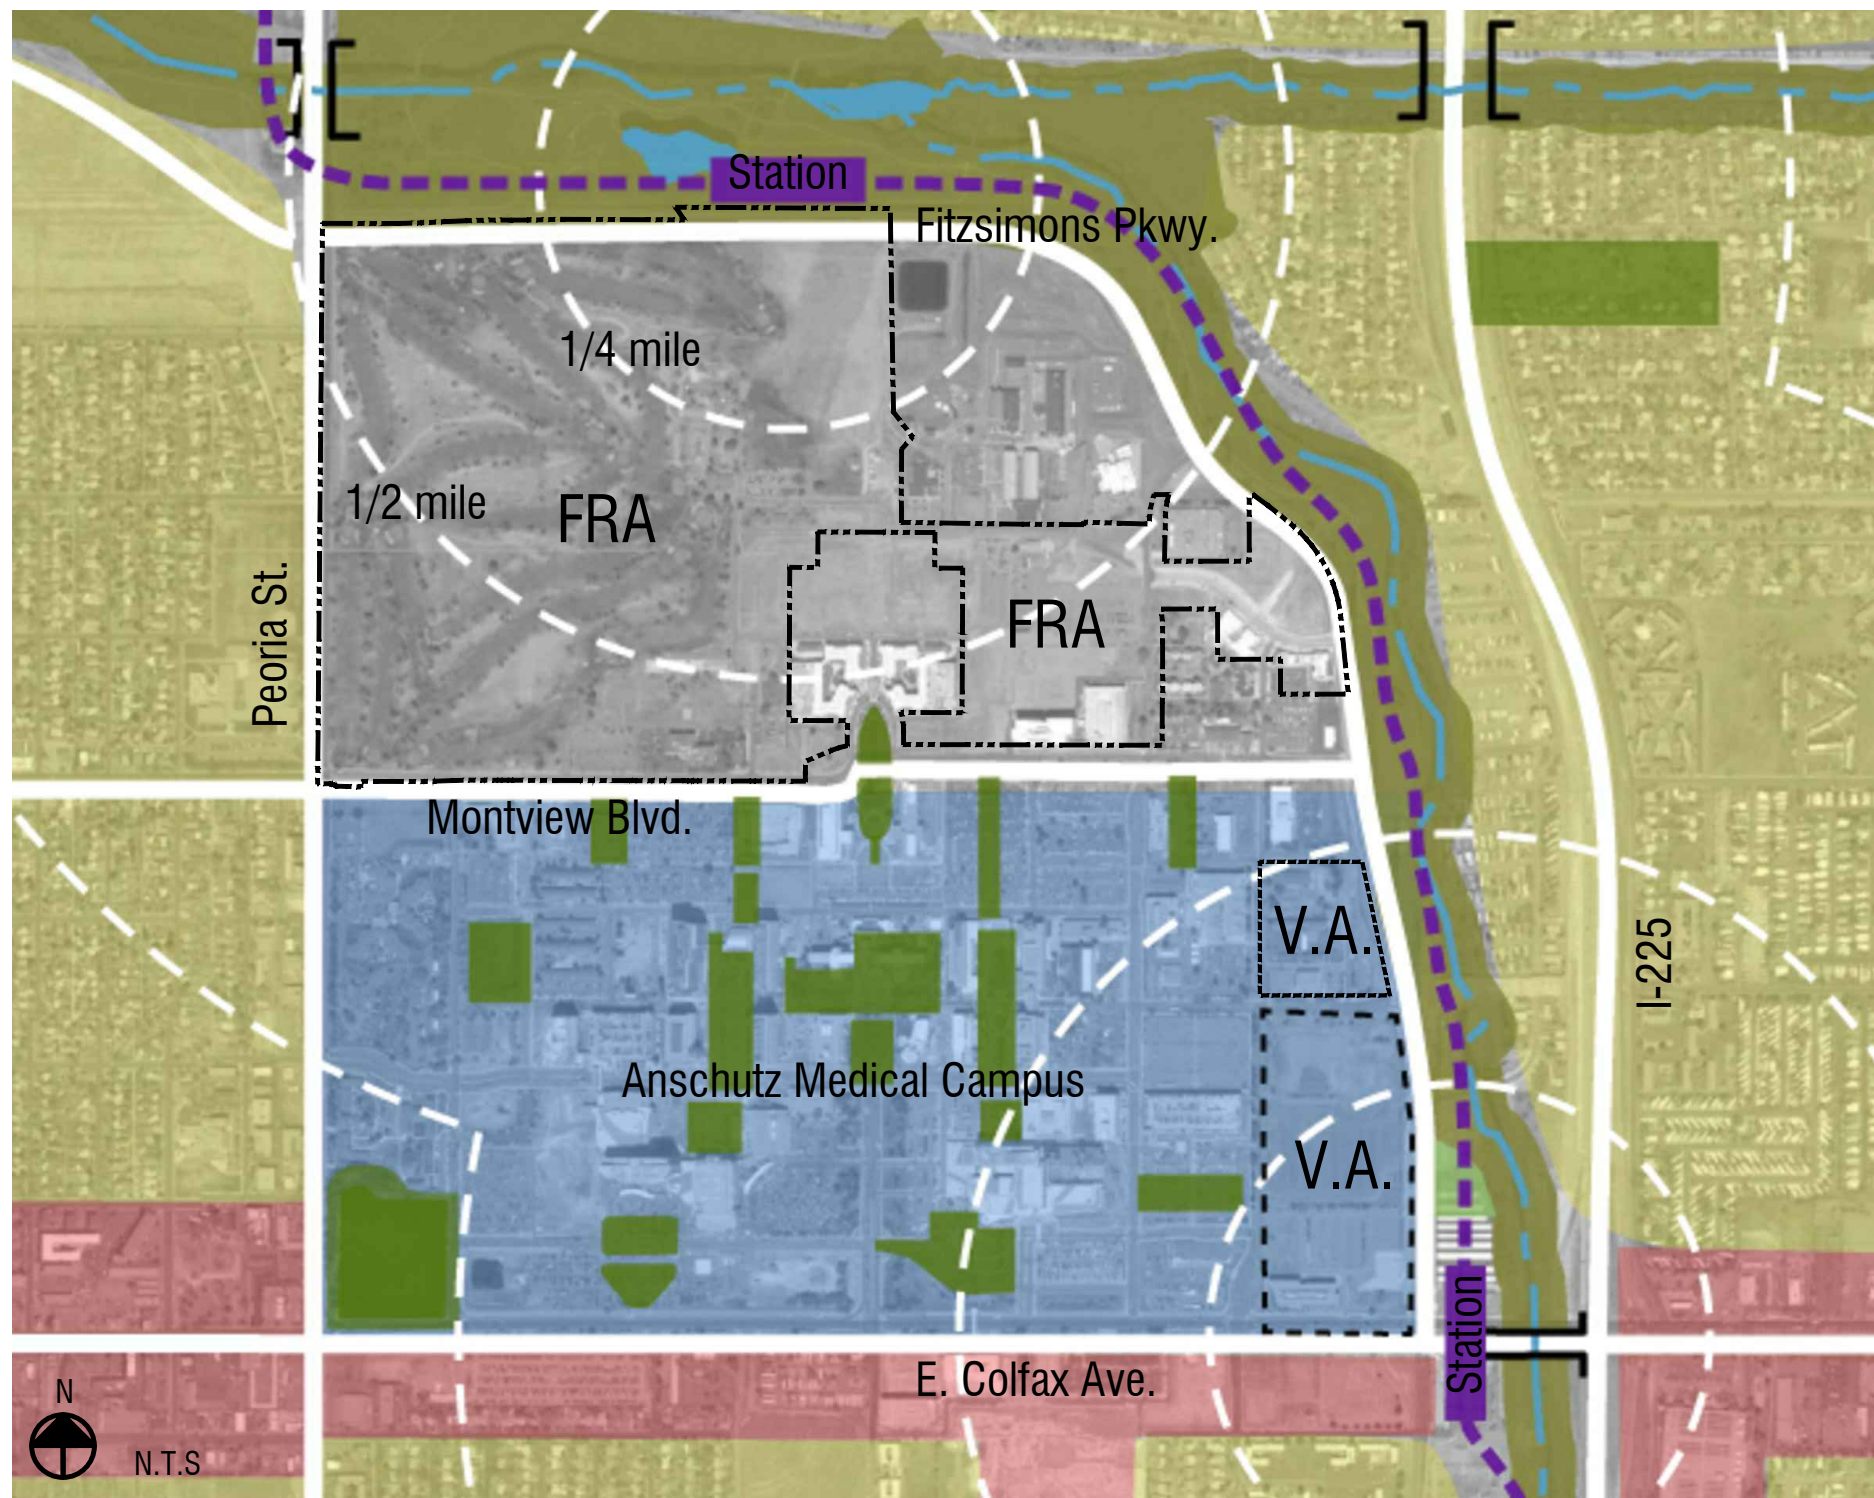 Station
Fitzsimons Pkwy.
1/4 mile
1/2 mile
FRA
FRA
Peoria St.
Montview Blvd.
V.A.
I-225
Anschutz Medical Campus
V.A.
Station
E. Colfax Ave.
N
N.T.S